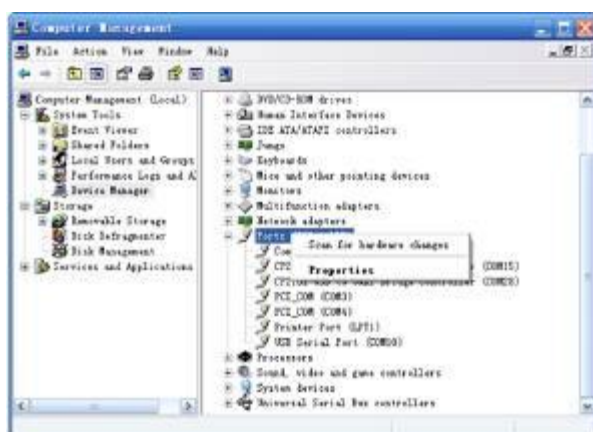 Computer Management
File Action View Window Help
Computer Management (Local)
System Tools
Event Viewer
Shared Folders
Local Users and Groups
Performance Logs and A
Device Manager
Storage
Removable Storage
Disk Defragmenter
Disk Management
Services and Applications
DVD/CD-ROM drives
Human Interface Devices
IDE ATA/ATAPI controllers
Jungo
Keyboards
Mice and other pointing devices
Monitors
Multifunction adapters
Network adapters
Ports
Scan for hardware changes
Properties
(COM15)
PCI_COM (COM3)
PCI_COM (COM4)
Printer Port (LPT1)
USB Serial Port
Processors
Sound, video and game controllers
System devices
Universal Serial Bus controllers